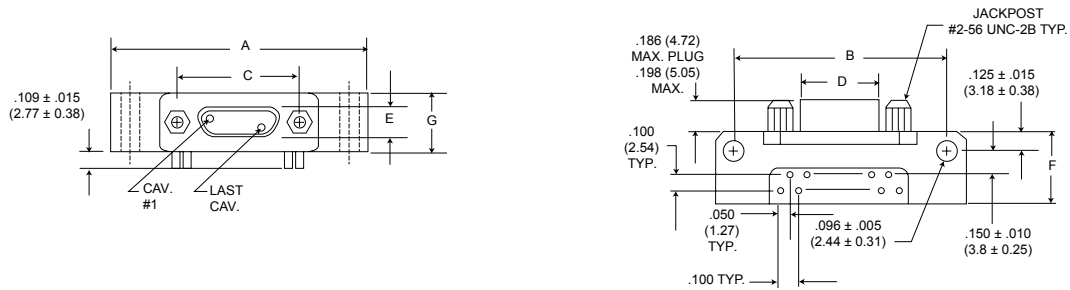 A
C
.109 ± .015
(2.77 ± 0.38)
E
G
CAV.
#1
LAST
CAV.
JACKPOST
#2-56 UNC-2B TYP.
.186 (4.72)
MAX. PLUG
.198 (5.05)
MAX.
B
D
.125 ± .015
(3.18 ± 0.38)
.100
(2.54)
TYP.
F
.050
(1.27)
TYP.
.096 ± .005
(2.44 ± 0.31)
.150 ± .010
(3.8 ± 0.25)
.100 TYP.